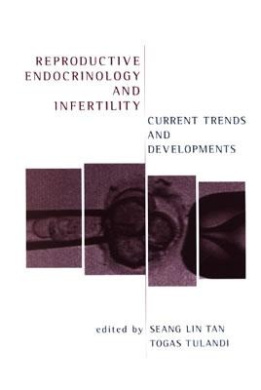 REPRODUCTIVE
ENDOCRINOLOGY
AND
INFERTILITY
CURRENT TRENDS
AND
DEVELOPMENTS
edited by SEANG LIN TAN
TOGAS TULANDI